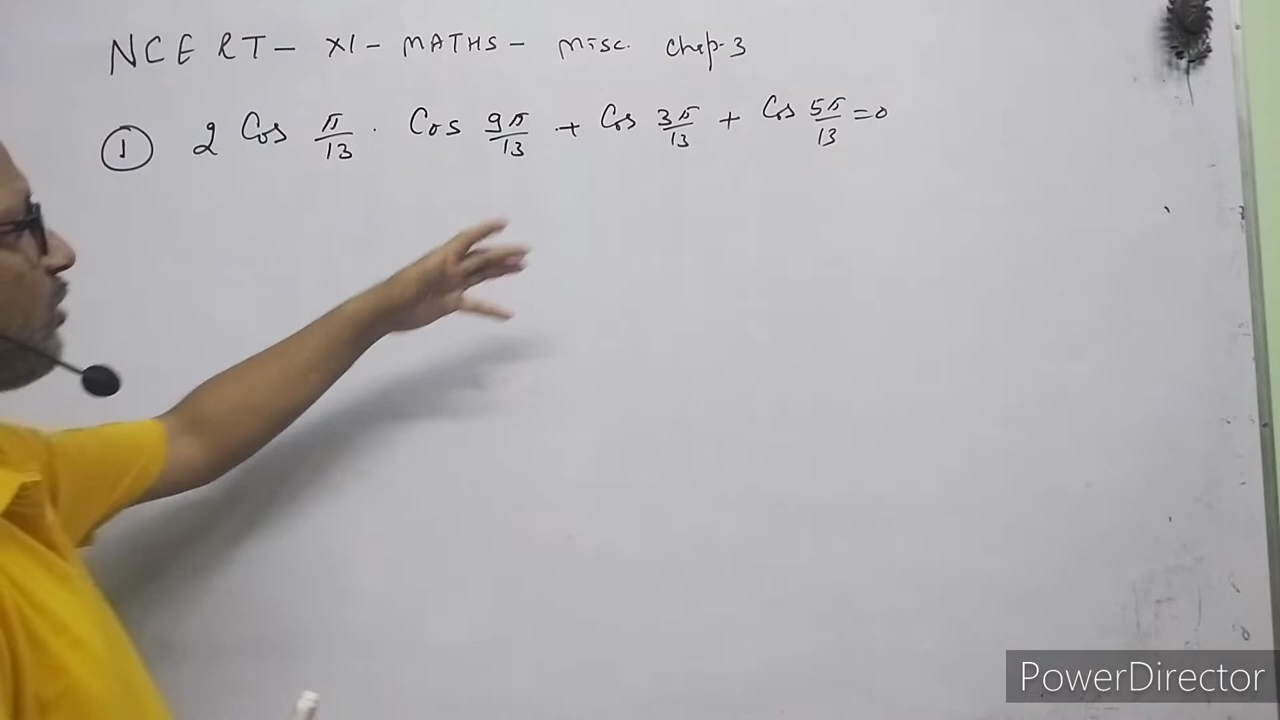 NCERT - XI - MATHS - Misc. Chap-3
① 2 Cos π/13 . Cos 9π/13 + Cos 3π/13 + Cos 5π/13 = 0
PowerDirector